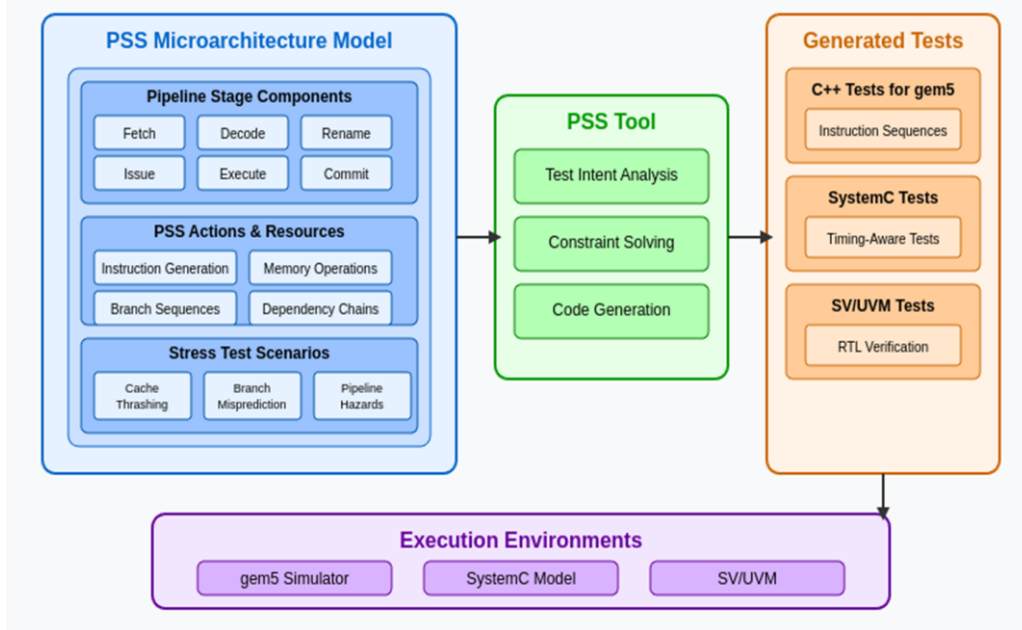 PSS Microarchitecture Model
Pipeline Stage Components
Fetch
Decode
Rename
Issue
Execute
Commit
PSS Actions & Resources
Instruction Generation
Memory Operations
Branch Sequences
Dependency Chains
Stress Test Scenarios
Cache
Thrashing
Branch
Misprediction
Pipeline
Hazards
PSS Tool
Test Intent Analysis
Constraint Solving
Code Generation
Generated Tests
C++ Tests for gem5
Instruction Sequences
SystemC Tests
Timing-Aware Tests
SV/UVM Tests
RTL Verification
Execution Environments
gem5 Simulator
SystemC Model
SV/UVM